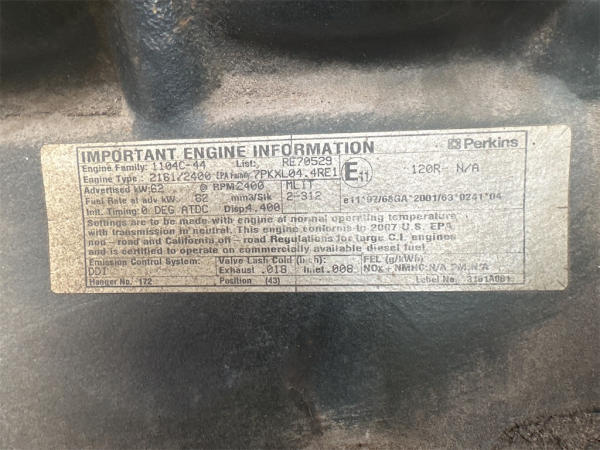 IMPORTANT ENGINE INFORMATION Perkins
Engine Family: 1104C-44 List: RE70529
Engine Type: 2161/2400 EPA Family: 7PKXL04.4RE1 E11 120R- N/A
Advertised kW: 62 @ RPM: 2400 MLIT
Fuel Rate at adv. kW 62 mm3/Stk 2-312 e11*97/68GA*2001/63*0241*04
Init. Timing: 0 DEG ATDC Disp: 4.400
Settings are to be made with engine at normal operating temperature
with transmission in neutral. This engine conforms to 2007 U.S. EPA
non - road and California off - road Regulations for large C.I. engines
and is certified to operate on commercially available diesel fuel.
Emission Control System: Valve Lash Cold (Inch): FEL (g/kWh)
DDI Exhaust .018 Inlet .008 NOx + NMHC: N/A PM: N/A
Hanger No. 172 Position (43) Label No. 3181A081